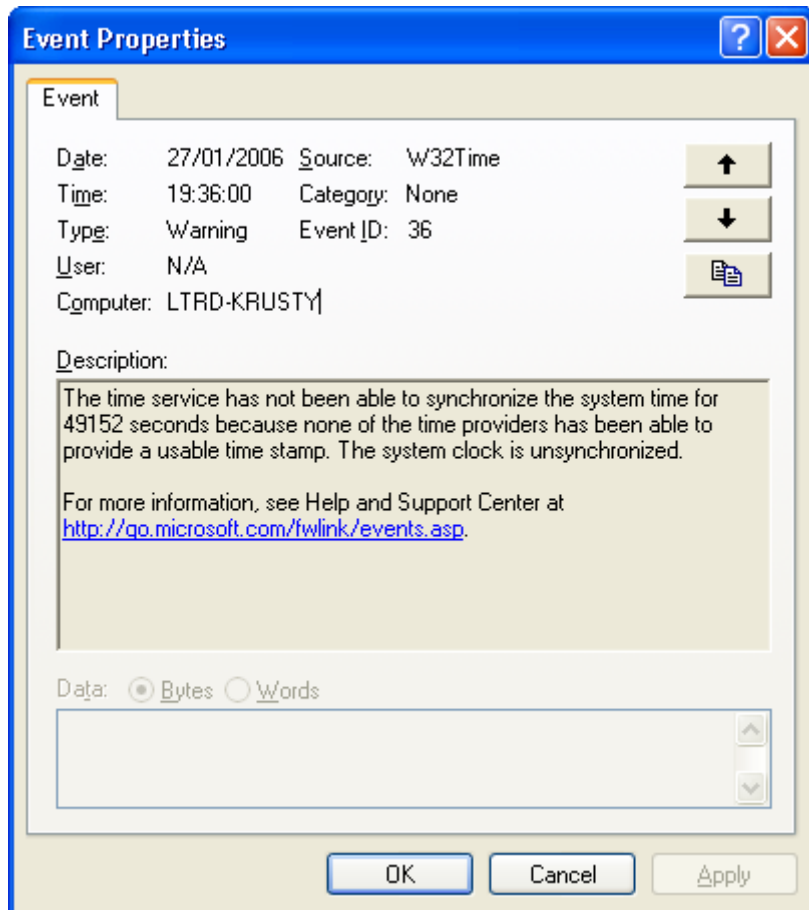 Event Properties
Event
Date: 27/01/2006 Source: W32Time
Time: 19:36:00 Category: None
Type: Warning Event ID: 36
User: N/A
Computer: LTRD-KRUSTY
Description:
The time service has not been able to synchronize the system time for
49152 seconds because none of the time providers has been able to
provide a usable time stamp. The system clock is unsynchronized.
For more information, see Help and Support Center at
http://go.microsoft.com/fwlink/events.asp.
Data: Bytes Words
OK Cancel Apply